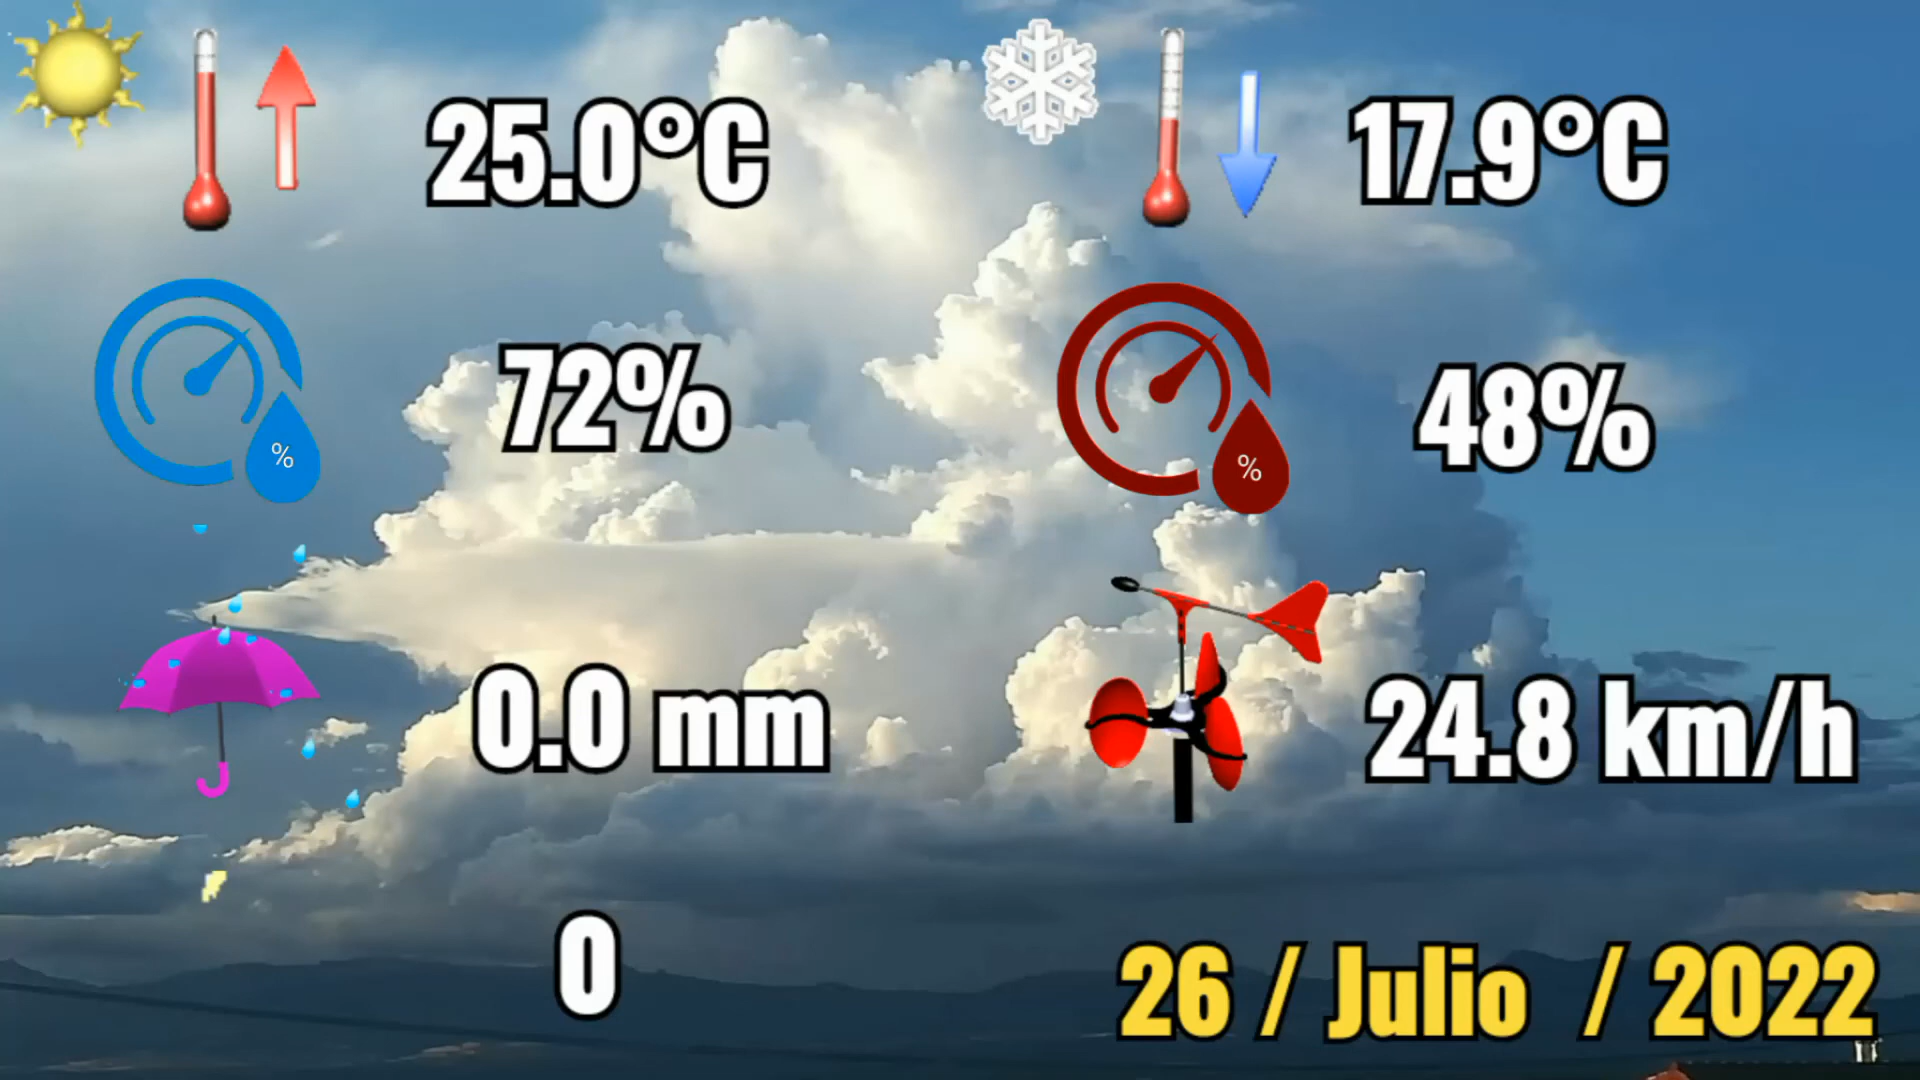 25.0°C
17.9°C
72%
%
48%
%
0.0 mm
24.8 km/h
0
26 / Julio / 2022